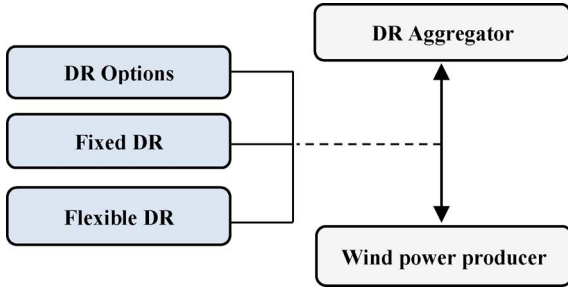 DR Aggregator
DR Options
Fixed DR
Flexible DR
Wind power producer